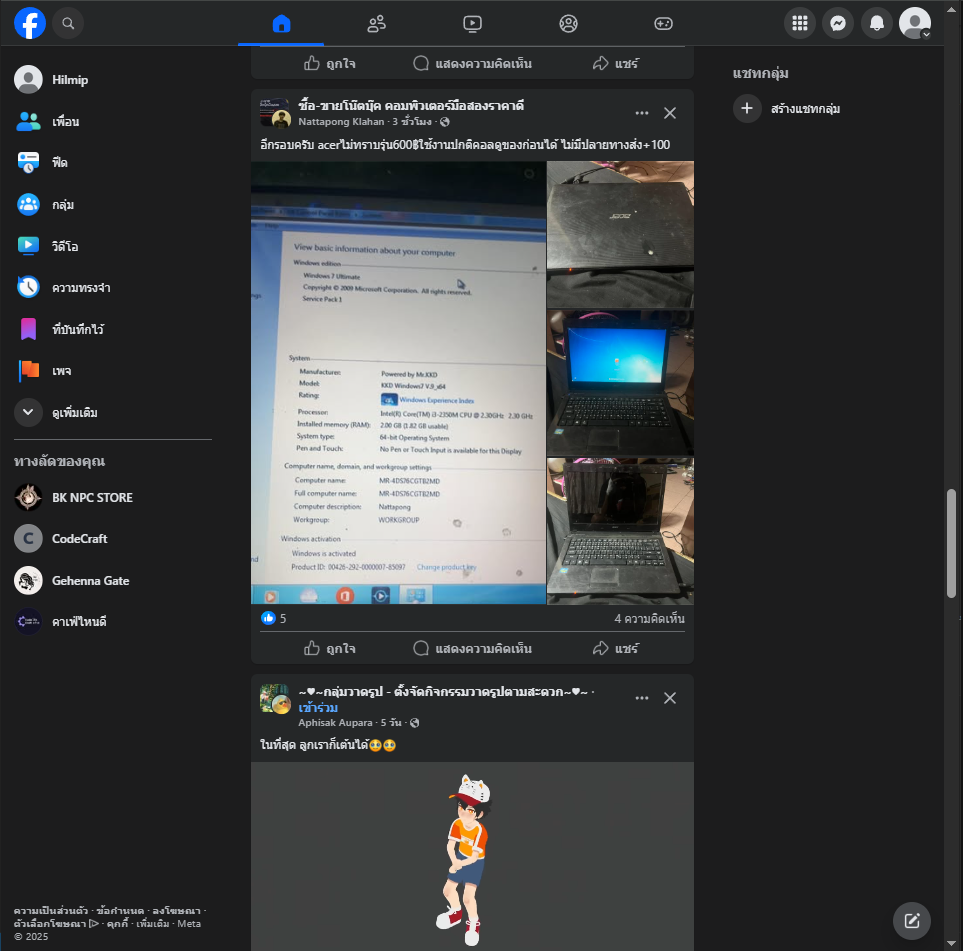 ถูกใจ
แสดงความคิดเห็น
แชร์
Hilmip
เพื่อน
ฟีด
กลุ่ม
วิดีโอ
ความทรงจำ
ที่บันทึกไว้
เพจ
ดูเพิ่มเติม
ทางลัดของคุณ
BK NPC STORE
C CodeCraft
Gehenna Gate
คาเฟ่ไหนดี
ความเป็นส่วนตัว · ข้อกำหนด · ลงโฆษณา ·
ตัวเลือกโฆษณา · คุกกี้ · เพิ่มเติม · Meta
© 2025
ซื้อ-ขายโน๊ตบุ๊ค คอมพิวเตอร์มือสองราคาดี
Nattapong Klahan · 3 ชั่วโมง ·
อีกรอบครับ acerไม่ทราบรุ่น600฿ใช้งานปกติคอลดูของก่อนได้ ไม่มีปลายทางส่ง+100
View basic information about your computer
Windows edition
Windows 7 Ultimate
Copyright © 2009 Microsoft Corporation. All rights reserved.
Service Pack 1
System
Manufacturer: Powered by Mr.KKD
Model: KKD Windows7 V.9_x64
Rating: Windows Experience Index
Processor: Intel(R) Core(TM) i3-2350M CPU @ 2.30GHz 2.30 GHz
Installed memory (RAM): 2.00 GB (1.82 GB usable)
System type: 64-bit Operating System
Pen and Touch: No Pen or Touch Input is available for this Display
Computer name, domain, and workgroup settings
Computer name: MR-4D576CGTB2MD
Full computer name: MR-4D576CGTB2MD
Computer description: Nattapong
Workgroup: WORKGROUP
Windows activation
Windows is activated
Product ID: 00426-292-0000007-85097 Change product key
acer
5
4 ความคิดเห็น
ถูกใจ
แสดงความคิดเห็น
แชร์
~♥~กลุ่มวาดรูป - ตั้งจัดกิจกรรมวาดรูปตามสะดวก~♥~ ·
เข้าร่วม
Aphisak Aupara · 5 วัน ·
ในที่สุด ลูกเราก็เต้นได้😭😭
แชทกลุ่ม
สร้างแชทกลุ่ม